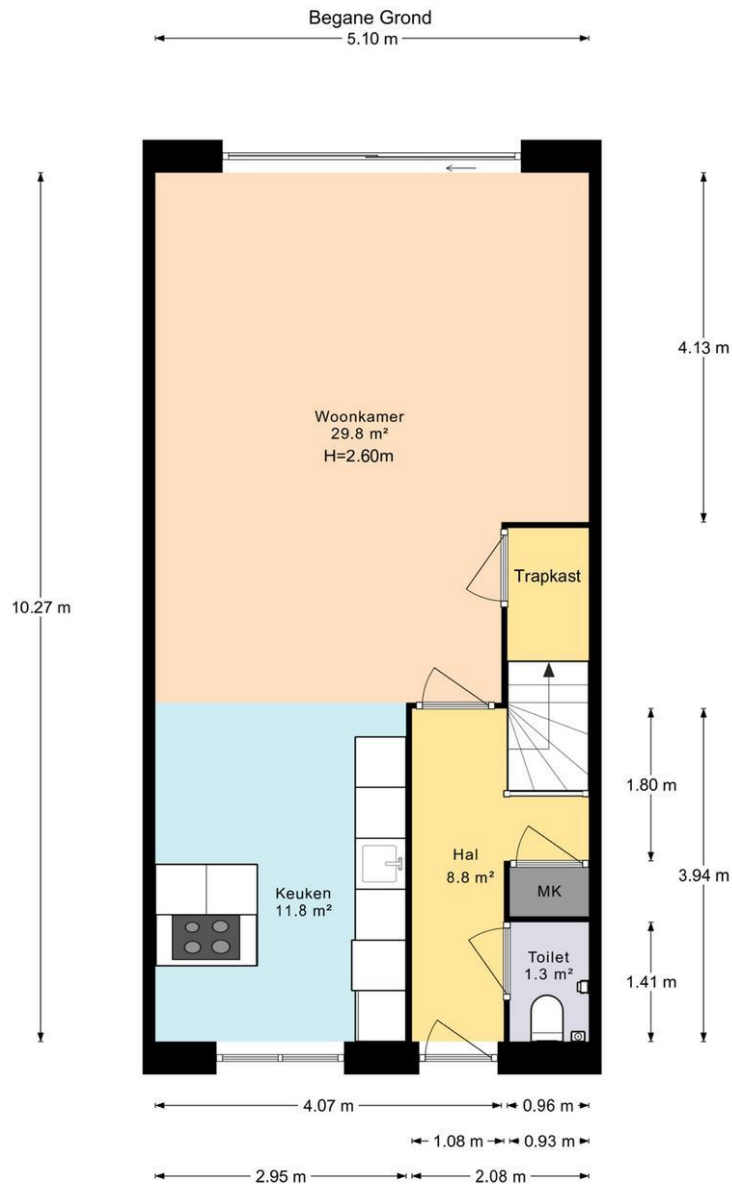 Begane Grond
5.10 m
4.13 m
Woonkamer
29.8 m²
H=2.60m
Trapkast
10.27 m
1.80 m
Hal
8.8 m²
3.94 m
MK
Keuken
11.8 m²
Toilet
1.3 m²
1.41 m
4.07 m
0.96 m
1.08 m
0.93 m
2.95 m
2.08 m